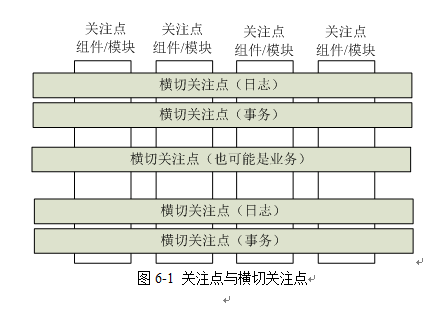 关注点 关注点 关注点 关注点
组件/模块 组件/模块 组件/模块 组件/模块
横切关注点（日志）
横切关注点（事务）
横切关注点（也可能是业务）
横切关注点（日志）
横切关注点（事务）
图 6-1 关注点与横切关注点